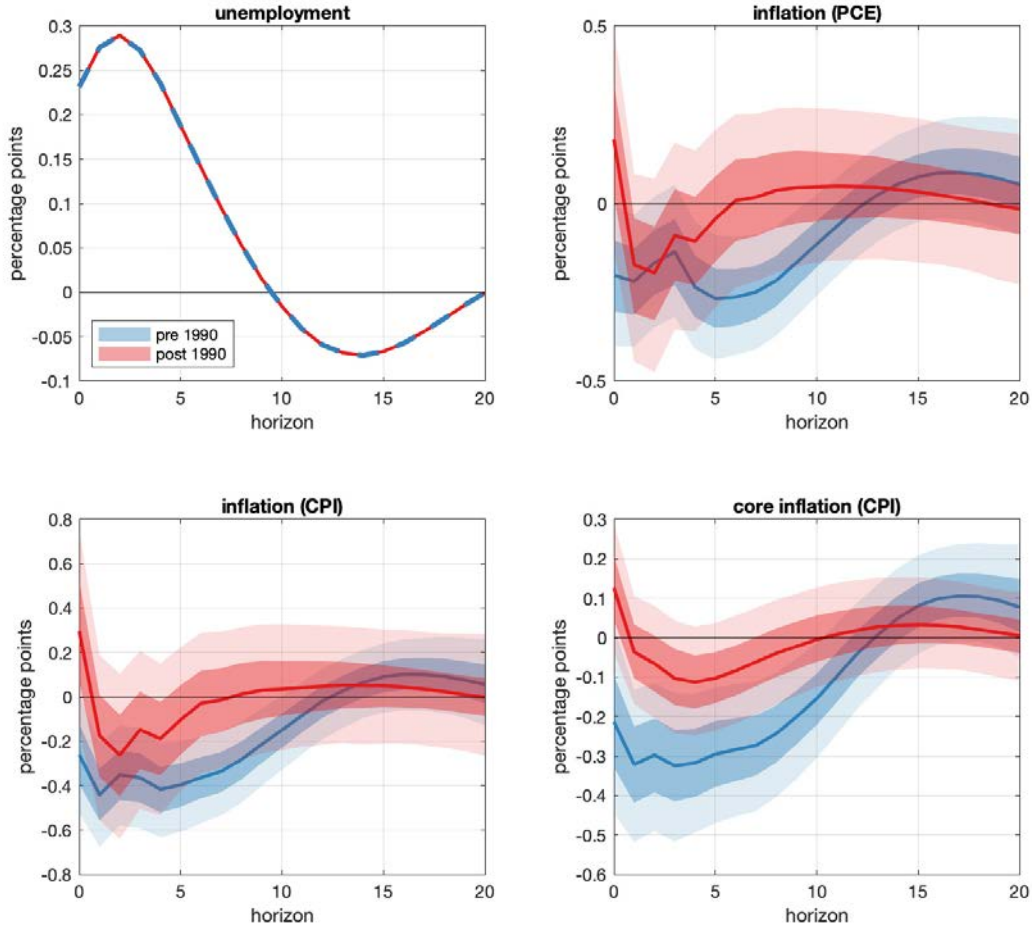 unemployment
0.3
0.25
0.2
0.15
0.1
0.05
0
-0.05
-0.1
percentage points
pre 1990
post 1990
0 5 10 15 20
horizon
inflation (PCE)
0.5
0
-0.5
percentage points
0 5 10 15 20
horizon
inflation (CPI)
0.8
0.6
0.4
0.2
0
-0.2
-0.4
-0.6
-0.8
percentage points
0 5 10 15 20
horizon
core inflation (CPI)
0.3
0.2
0.1
0
-0.1
-0.2
-0.3
-0.4
-0.5
-0.6
percentage points
0 5 10 15 20
horizon